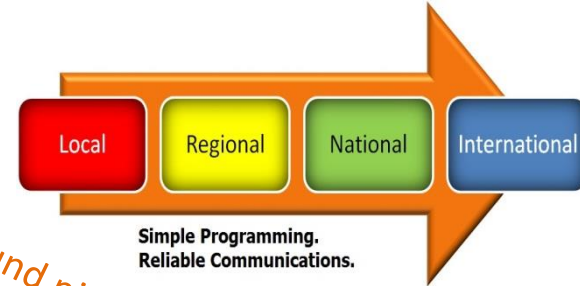 Local
Regional
National
International
Simple Programming.
Reliable Communications.